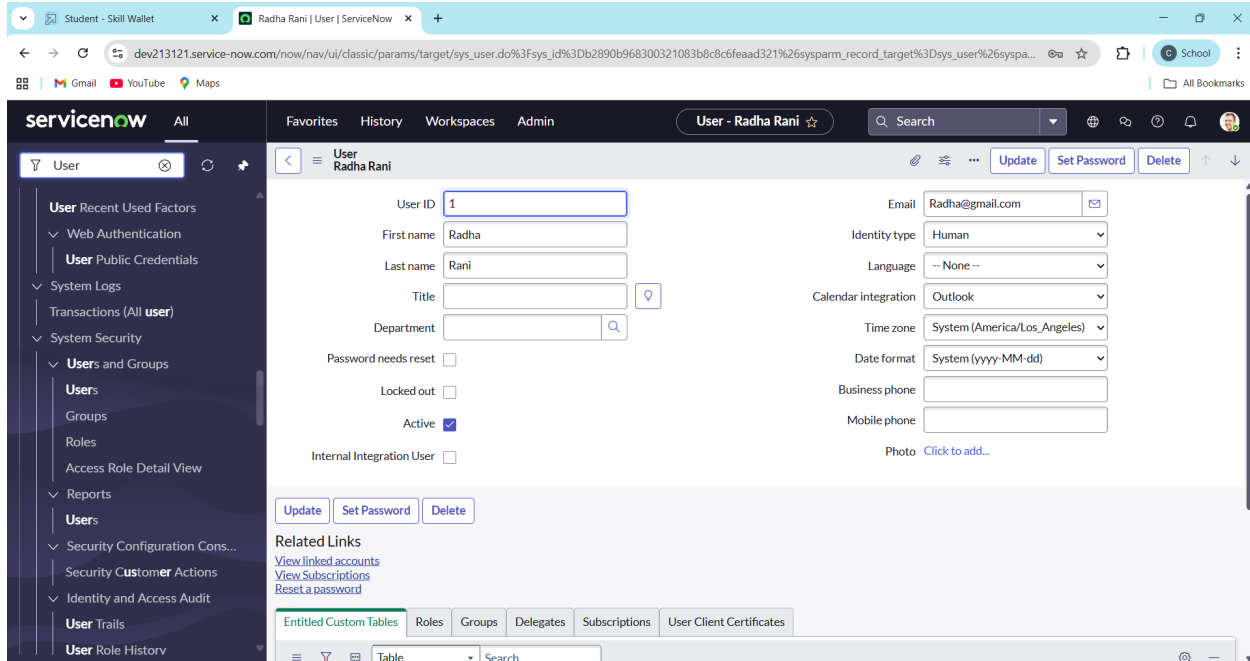 Student - Skill Wallet
Radha Rani | User | ServiceNow
dev213121.service-now.com/now/nav/ui/classic/params/target/sys_user.do%3Fsys_id%3Db2890b968300321083b8c8c6feaad321%26sysparm_record_target%3Dsys_user%26syspa...
C School
Gmail YouTube Maps
All Bookmarks
servicenow All Favorites History Workspaces Admin User - Radha Rani Search
User
User
Radha Rani
Update Set Password Delete
User Recent Used Factors
Web Authentication
User Public Credentials
System Logs
Transactions (All user)
System Security
Users and Groups
Users
Groups
Roles
Access Role Detail View
Reports
Users
Security Configuration Cons...
Security Customer Actions
Identity and Access Audit
User Trails
User Role History
User ID 1
First name Radha
Last name Rani
Title
Department
Password needs reset
Locked out
Active
Internal Integration User
Email Radha@gmail.com
Identity type Human
Language -- None --
Calendar integration Outlook
Time zone System (America/Los_Angeles)
Date format System (yyyy-MM-dd)
Business phone
Mobile phone
Photo Click to add...
Update Set Password Delete
Related Links
View linked accounts
View Subscriptions
Reset a password
Entitled Custom Tables Roles Groups Delegates Subscriptions User Client Certificates
Table Search